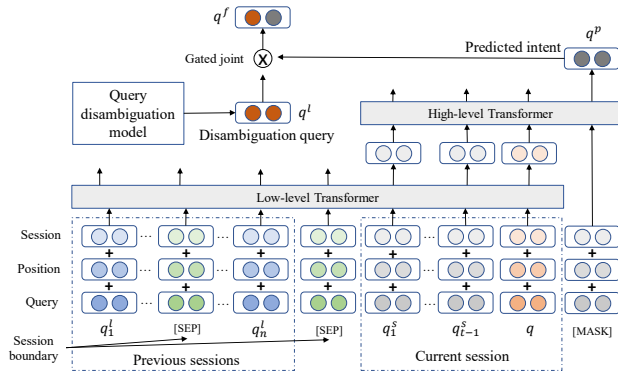 q^f
q^p
Gated joint
X
Predicted intent
Query
disambiguation
model
q^l
Disambiguation query
High-level Transformer
Low-level Transformer
Session
Position
Query
+ + + + + + + +
+ + + + + + + +
... ... ...
... ... ...
... ... ...
q_1^l [SEP] q_n^l [SEP] q_1^s q_{t-1}^s q [MASK]
Session
boundary
Previous sessions
Current session